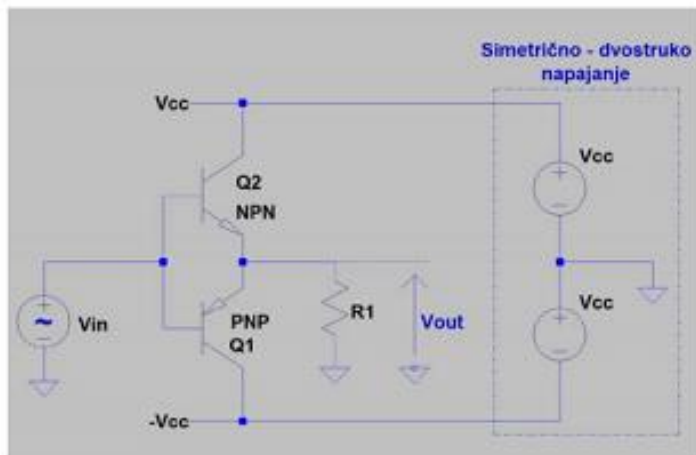 Simetrično - dvostruko
napajanje
Vcc
Vcc
Q2
NPN
Vin
PNP
Q1
R1
Vout
Vcc
-Vcc